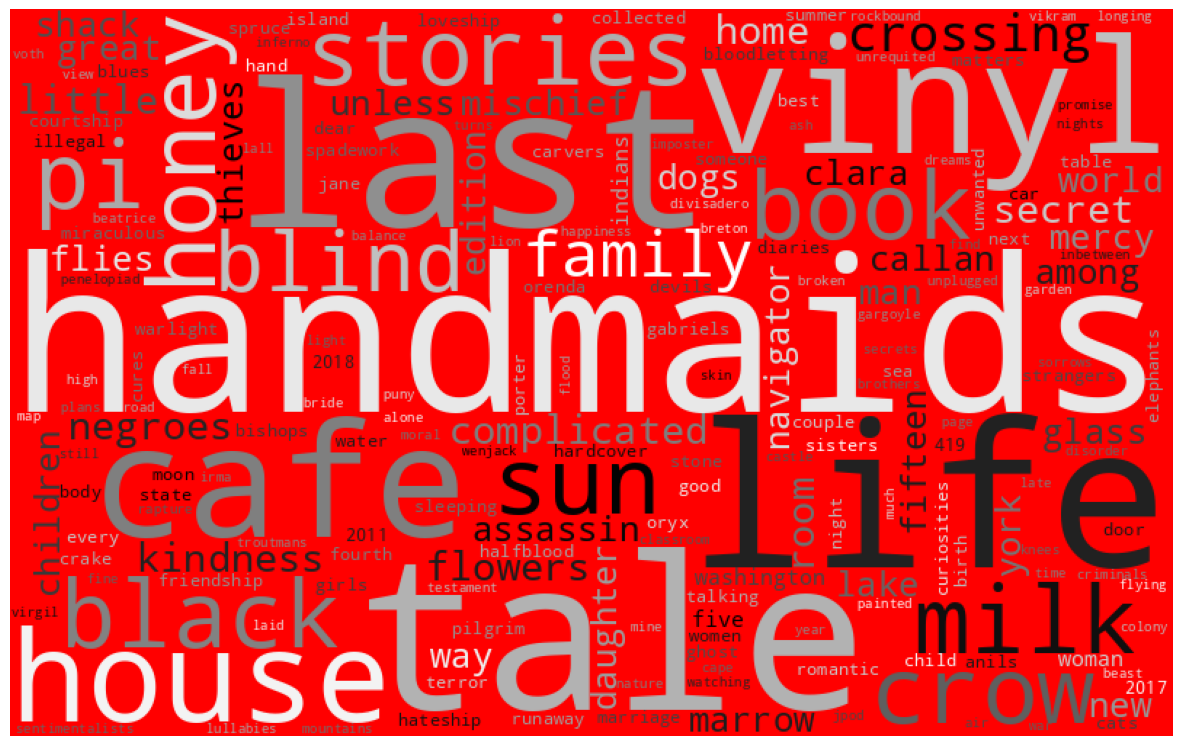 shack
spruce
island
loveship
collected
summer
rockbound
vikram
longing
great
inferno
stories
home
crossing
voth
view
blues
hand
honey
last
bloodletting
unrequited
matters
vinyl
little
unless
mischief
best
promise
courtship
dear
turns
ash
nights
illegal
thieves
lall
spadework
edition
carvers
indians
imposter
someone
book
clara
dreams
unwanted
table
pi
jane
dogs
car
world
beatrice
divisadero
secret
miraculous
balance
lion
happiness
breton
diaries
find
next
mercy
flies
blind
family
callan
inbetween
penelopiad
orenda
devils
navigator
broken
man
unplugged
among
garden
handmaids
warlight
gabriels
gargoyle
light
2018
cures
fall
porter
flood
secrets
sea
sorrows
strangers
elephants
high
skin
brothers
plans
road
bride
puny
map
alone
couple
page
negroes
bishops
water
moral
complicated
sisters
fifteen
419
glass
still
cafe
wenjack
hardcover
castle
life
disorder
children
moon
irma
stone
body
state
sleeping
sun
good
room
late
rapture
curiosities
york
much
every
2011
assassin
oryx
night
door
troutmans
classroom
crake
kindness
fourth
halfblood
birth
knees
fine
friendship
girls
flowers
washington
lake
time
criminals
testament
tale
daughter
talking
painted
flying
virgil
black
laid
pilgrim
mine
five
year
milk
colony
house
way
women
ghost
child
anils
woman
terror
cape
nature
watching
romantic
crow
beast
2017
new
sentimentalists
lullabies
mountains
hateship
runaway
marriage
marrow
god
air
war
cats